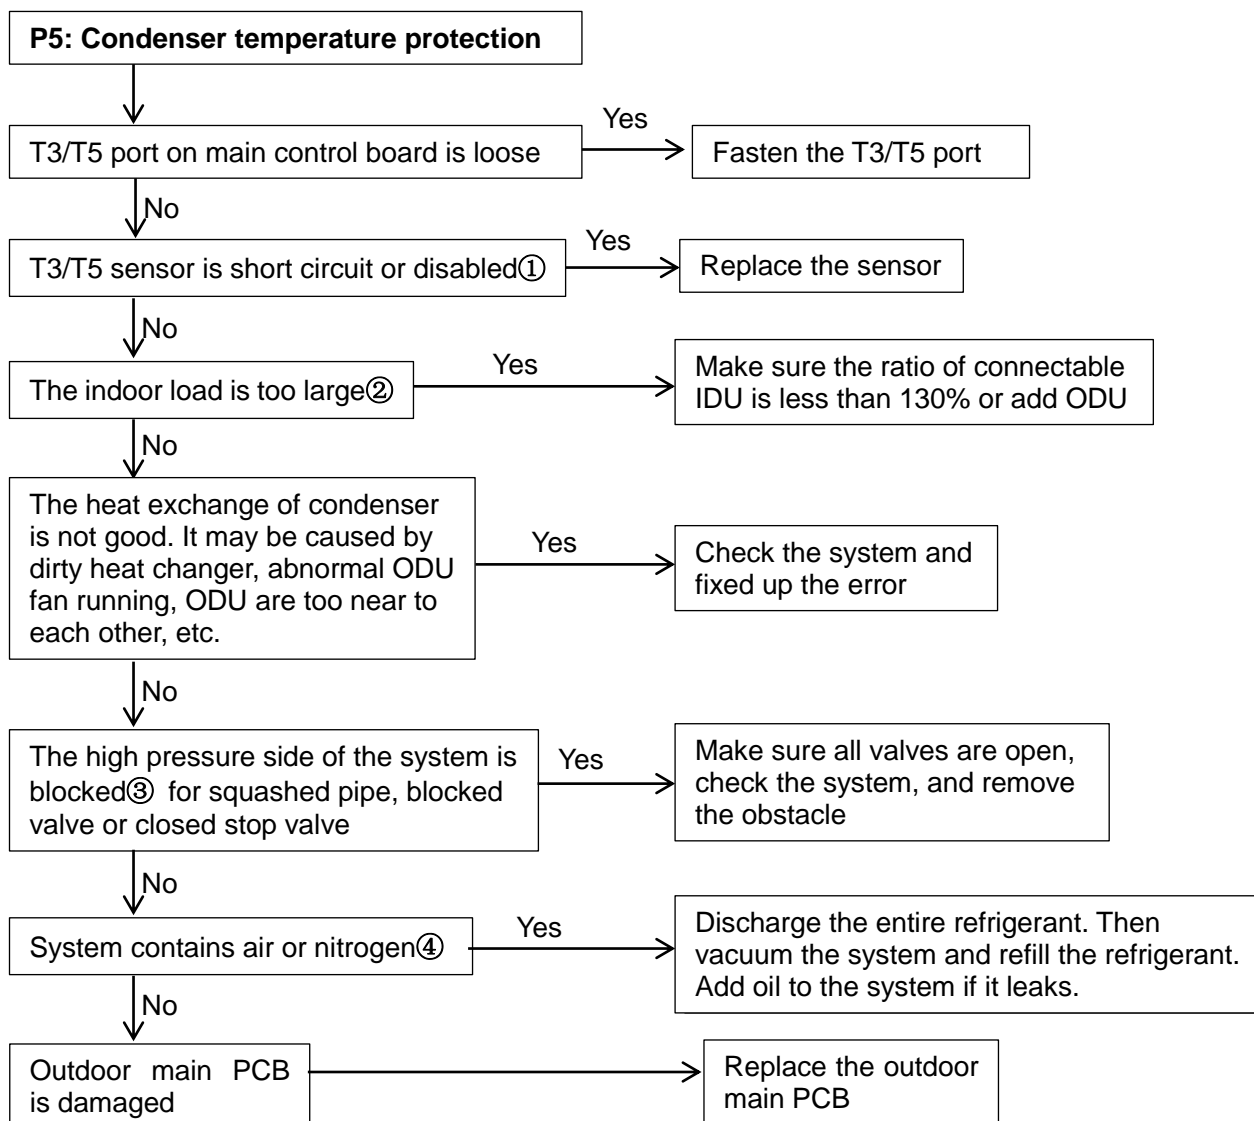 P5: Condenser temperature protection
T3/T5 port on main control board is loose
Yes
Fasten the T3/T5 port
No
T3/T5 sensor is short circuit or disabled①
Yes
Replace the sensor
No
The indoor load is too large②
Yes
Make sure the ratio of connectable
IDU is less than 130% or add ODU
No
The heat exchange of condenser
is not good. It may be caused by
dirty heat changer, abnormal ODU
fan running, ODU are too near to
each other, etc.
Yes
Check the system and
fixed up the error
No
The high pressure side of the system is
blocked③ for squashed pipe, blocked
valve or closed stop valve
Yes
Make sure all valves are open,
check the system, and remove
the obstacle
No
System contains air or nitrogen④
Yes
Discharge the entire refrigerant. Then
vacuum the system and refill the refrigerant.
Add oil to the system if it leaks.
No
Outdoor main PCB
is damaged
Replace the outdoor
main PCB